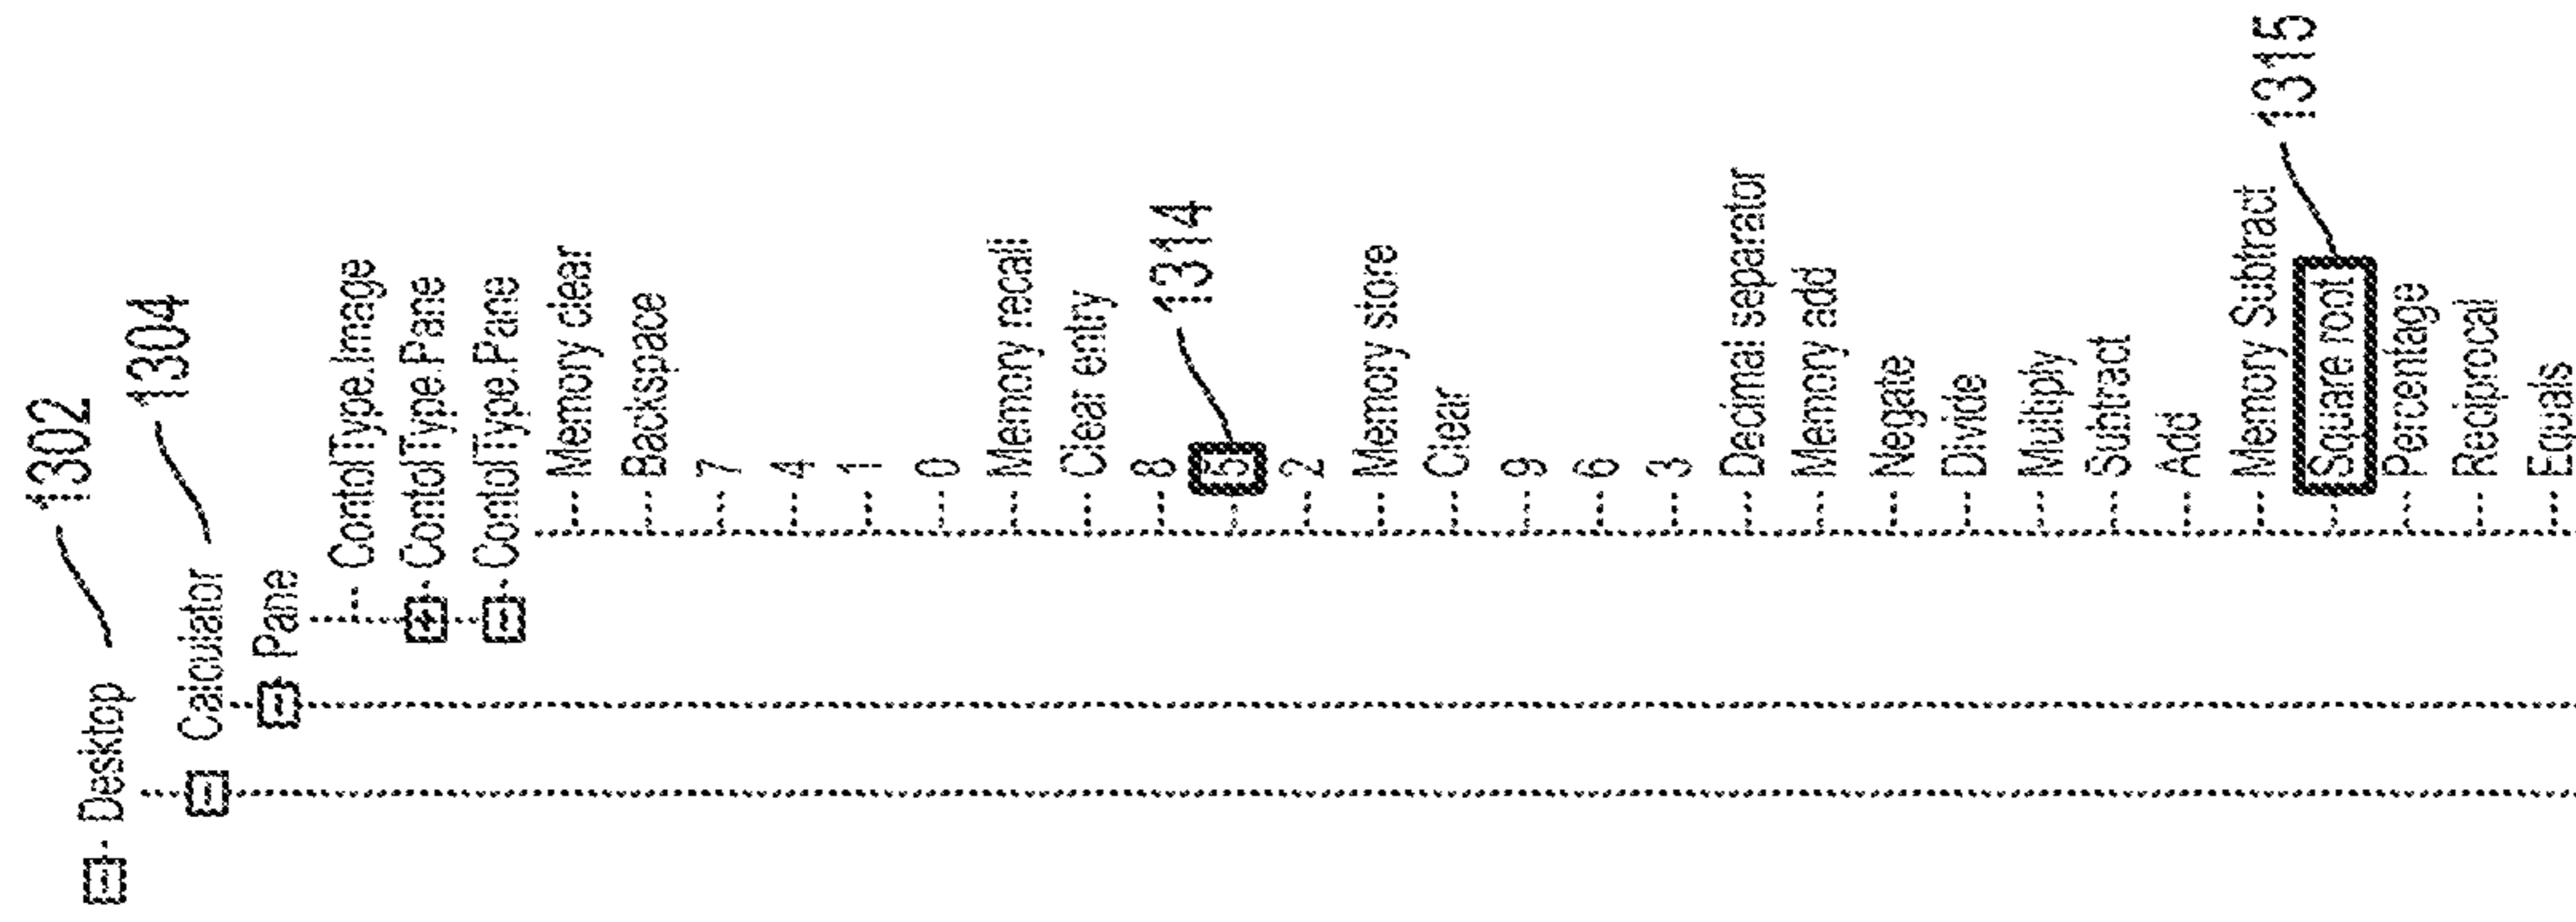 Desktop 1302
Calculator 1304
Pane
ContolType.Image
ContolType.Pane
ContolType.Pane
Memory clear
Backspace
7
4
1
0
Memory recall
Clear entry
8
5 1314
2
Memory store
Clear
9
6
3
Decimal separator
Memory add
Negate
Divide
Multiply
Subtract
Add
Memory Subtract
Square root 1315
Percentage
Reciprocal
Equals